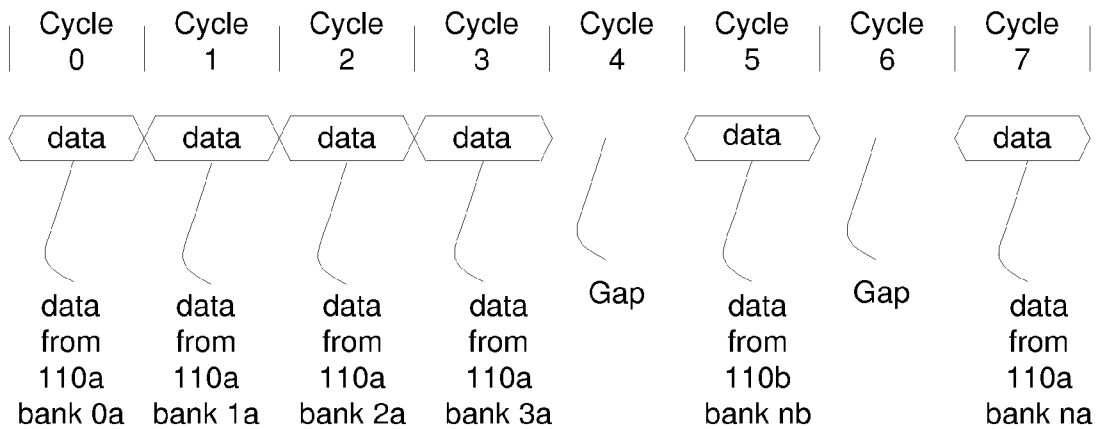 Cycle 0
Cycle 1
Cycle 2
Cycle 3
Cycle 4
Cycle 5
Cycle 6
Cycle 7
data
data
data
data
data
data
data from 110a bank 0a
data from 110a bank 1a
data from 110a bank 2a
data from 110a bank 3a
Gap
data from 110b bank nb
Gap
data from 110a bank na